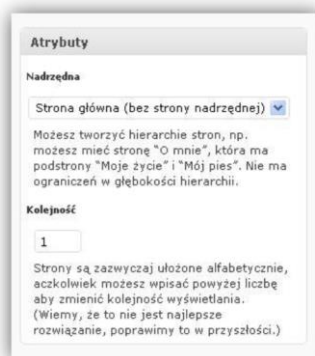 Atrybuty
Nadrzędna
Strona główna (bez strony nadrzędnej)
Możesz tworzyć hierarchie stron, np.
możesz mieć stronę "O mnie", która ma
podstrony "Moje życie" i "Mój pies". Nie ma
ograniczeń w głębokości hierarchii.
Kolejność
1
Strony są zazwyczaj ułożone alfabetycznie,
aczkolwiek możesz wpisać powyżej liczbę
aby zmienić kolejność wyświetlania.
(Wiemy, że to nie jest najlepsze
rozwiązanie, poprawimy to w przyszłości.)